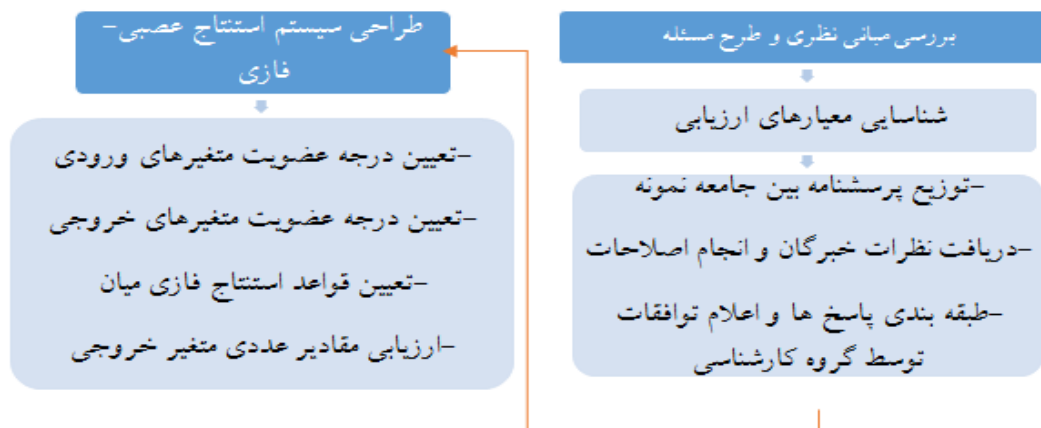 بررسی مبانی نظری و طرح مسئله
شناسایی معیارهای ارزیابی
-توزیع پرسشنامه بین جامعه نمونه
-دریافت نظرات خبرگان و انجام اصلاحات
-طبقه بندی پاسخ ها و اعلام توافقات
توسط گروه کارشناسی
طراحی سیستم استنتاج عصبی-
فازی
-تعیین درجه عضویت متغیرهای ورودی
-تعیین درجه عضویت متغیرهای خروجی
-تعیین قواعد استنتاج فازی میان
-ارزیابی مقادیر عددی متغیر خروجی